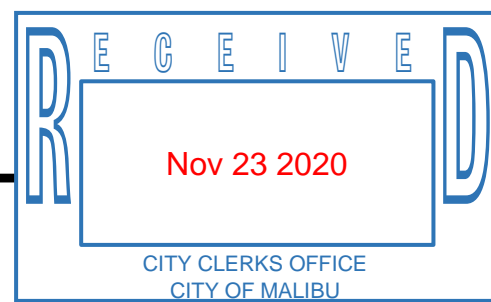 RECEIVED
Nov 23 2020
CITY CLERKS OFFICE
CITY OF MALIBU